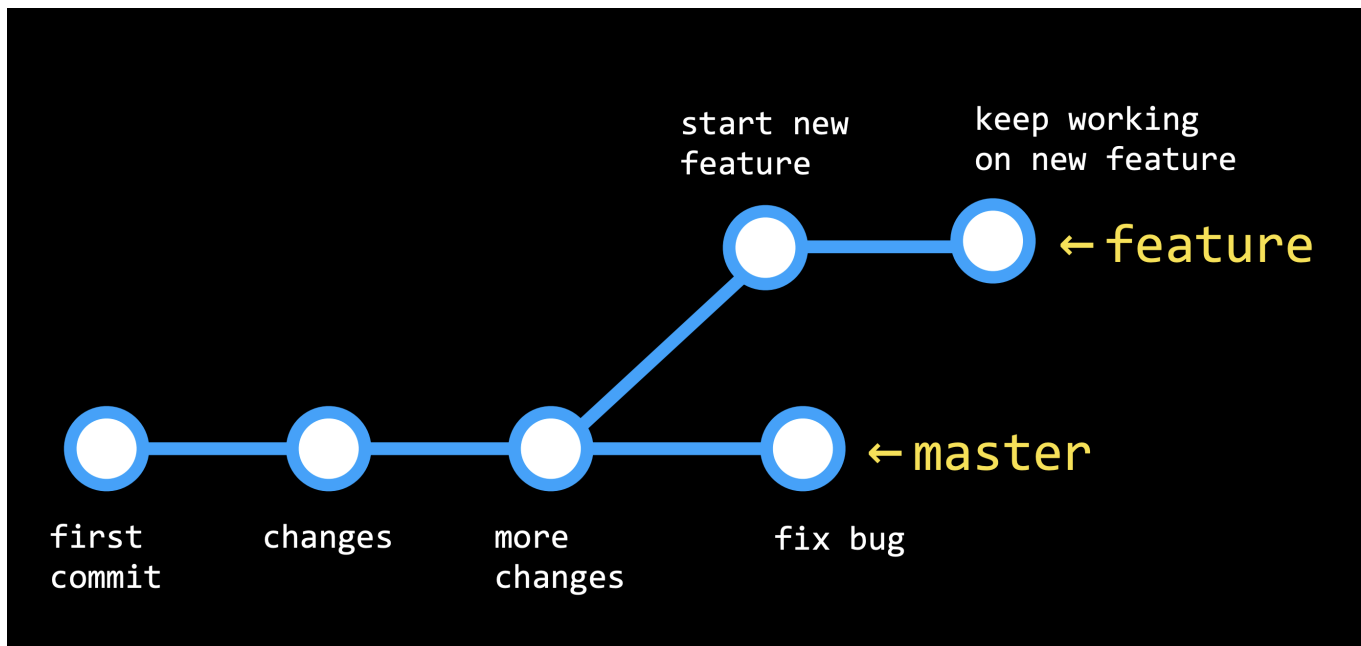 start new
feature
keep working
on new feature
←feature
←master
first
commit
changes
more
changes
fix bug